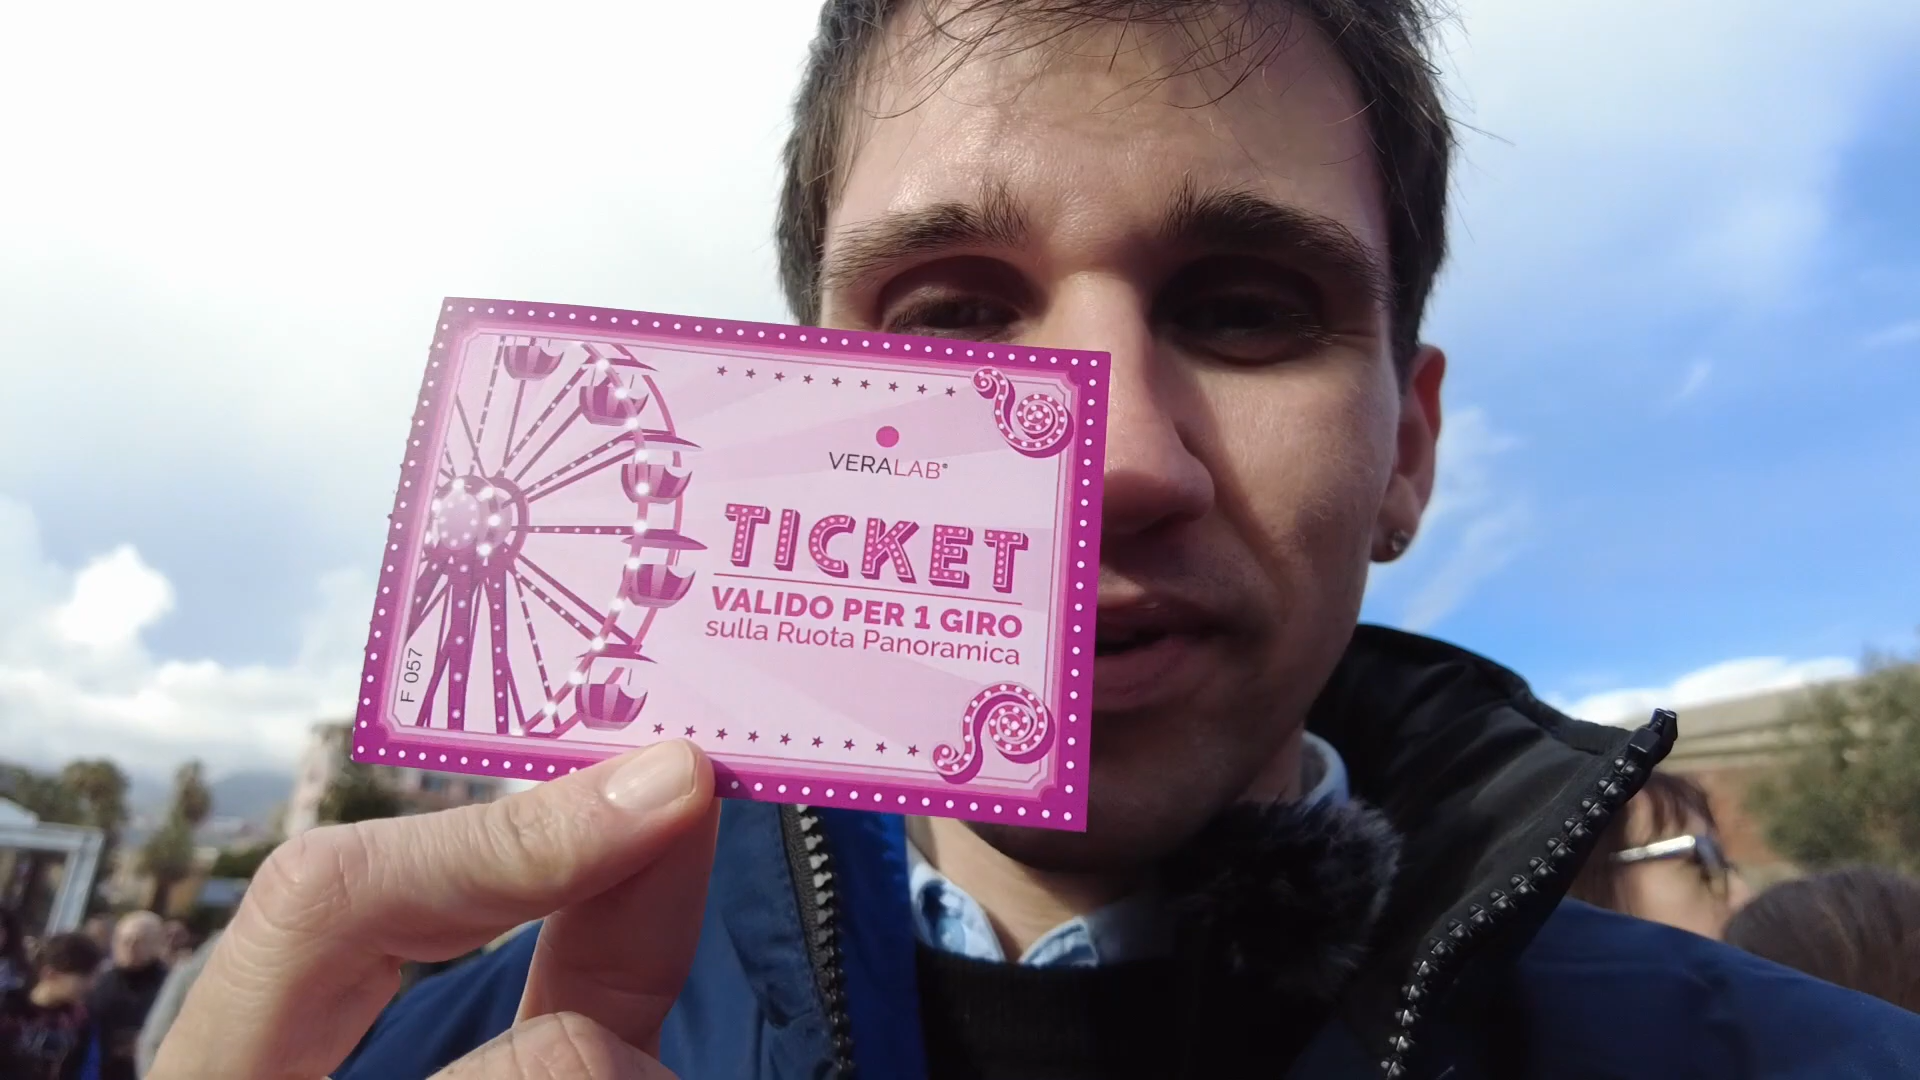 VERALAB®
TICKET
VALIDO PER 1 GIRO
sulla Ruota Panoramica
F 057